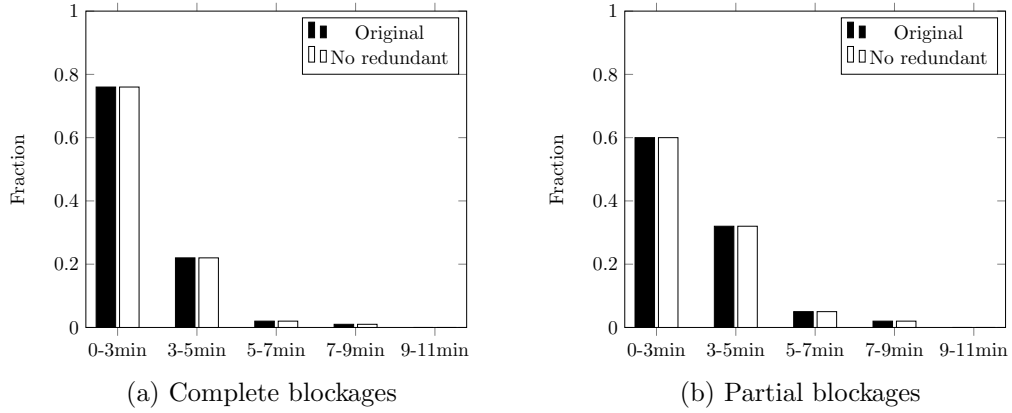 1
0.8
0.6
0.4
0.2
0
Fraction
Original
No redundant
0-3min 3-5min 5-7min 7-9min 9-11min
(a) Complete blockages
1
0.8
0.6
0.4
0.2
0
Fraction
Original
No redundant
0-3min 3-5min 5-7min 7-9min 9-11min
(b) Partial blockages